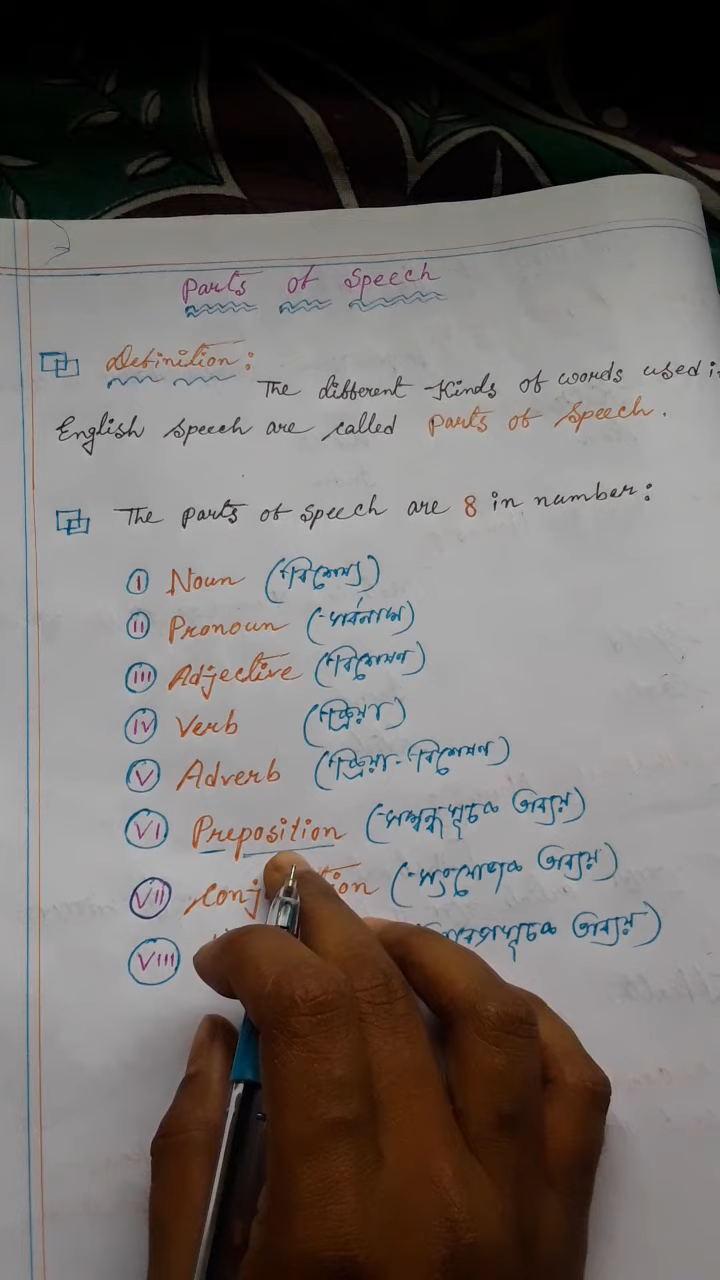 Parts of Speech
Definition:
The different kinds of words used
English speech are called Parts of Speech.
The parts of speech are 8 in number:
I Noun (বিশেষ্য)
II Pronoun (সর্বনাম)
III Adjective (বিশেষণ)
IV Verb (ক্রিয়া)
V Adverb (ক্রিয়া-বিশেষণ)
VI Preposition (সম্বন্ধসূচক অব্যয়)
VII (সংযোজক অব্যয়)
VIII অব্যয়)